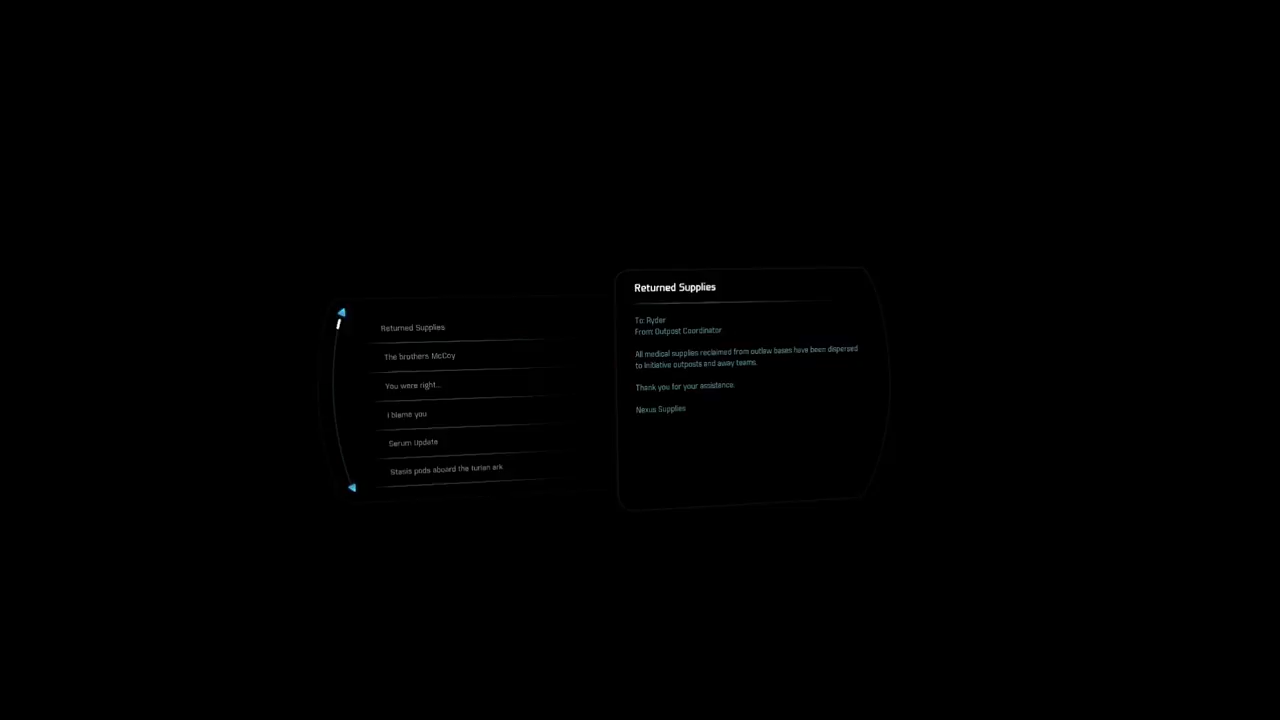 Returned Supplies
The brothers McCoy
You were right...
I blame you
Serum Update
Stasis pods aboard the turian ark
Returned Supplies
To: Ryder
From: Outpost Coordinator
All medical supplies reclaimed from outlaw bases have been dispersed
to Initiative outposts and away teams.
Thank you for your assistance.
Nexus Supplies